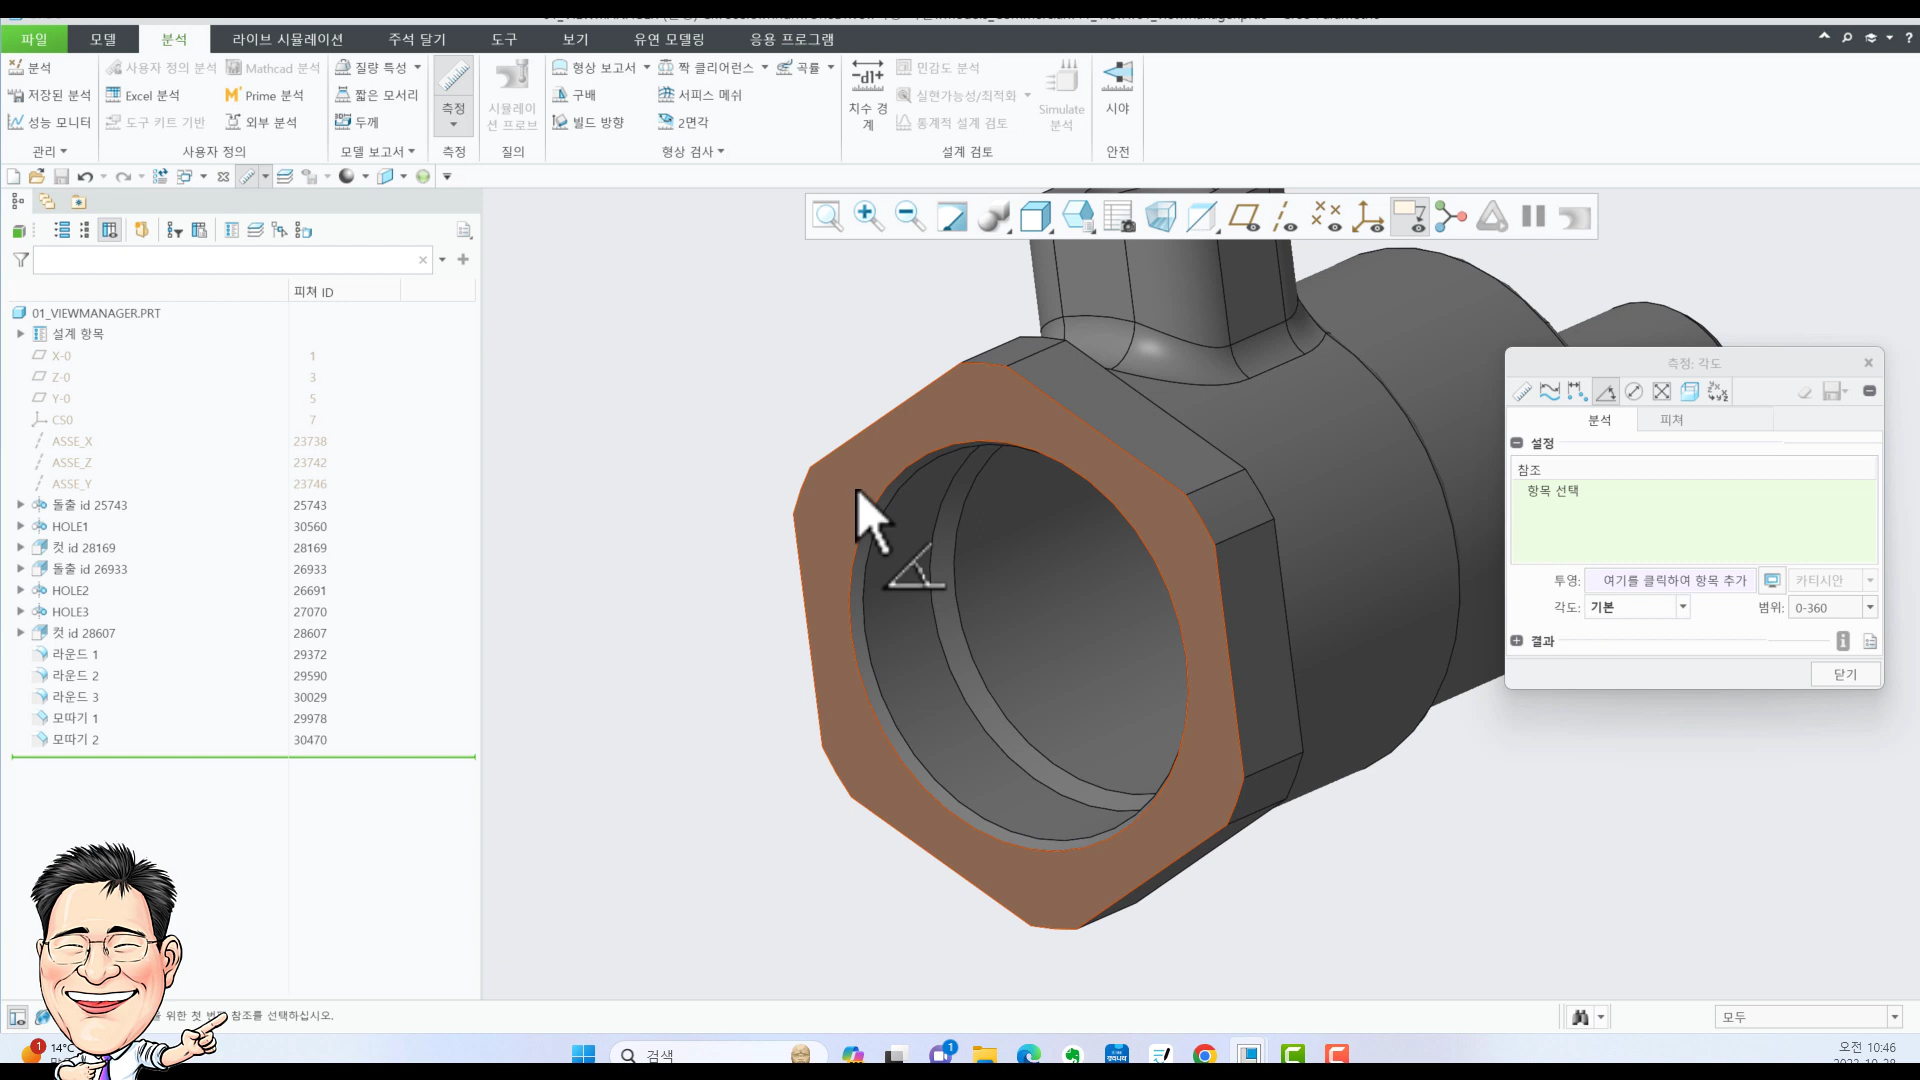 파일 모델 분석 라이브 시뮬레이션 주석 달기 도구 보기 유연 모델링 응용 프로그램
분석 사용자 정의 분석 Mathcad 분석 질량 특성 형상 보고서 짝 클리어런스 곡률 민감도 분석
저장된 분석 Excel 분석 Prime 분석 짧은 모서리 구배 서피스 메쉬 실현가능성/최적화
성능 모니터 도구 키트 기반 외부 분석 두께 빌드 방향 2면각 통계적 설계 검토
측정
시뮬레이
션 프로브
치수 경
계
Simulate
분석
시야
관리 사용자 정의 모델 보고서 측정 질의 형상 검사 설계 검토 안전
피쳐 ID
01_VIEWMANAGER.PRT
설계 항목
X-0 1
Z-0 3
Y-0 5
CS0 7
ASSE_X 23738
ASSE_Z 23742
ASSE_Y 23746
돌출 id 25743 25743
HOLE1 30560
컷 id 28169 28169
돌출 id 26933 26933
HOLE2 26691
HOLE3 27070
컷 id 28607 28607
라운드 1 29372
라운드 2 29590
라운드 3 30029
모따기 1 29978
모따기 2 30470
측정: 각도
분석 피쳐
설정
참조
항목 선택
투영: 여기를 클릭하여 항목 추가 카티시안
각도: 기본 범위: 0-360
결과
닫기
위한 첫 번 참조를 선택하십시오.
모두
1 14°C
검색
1
오전 10:46